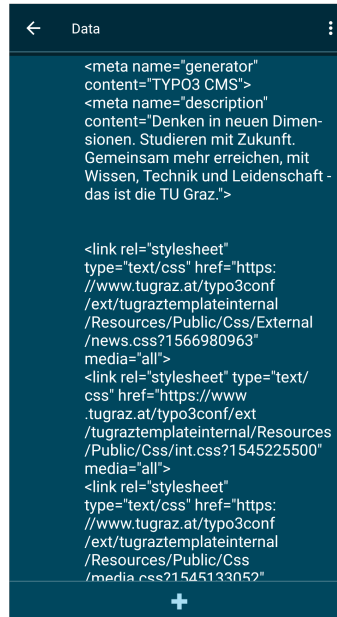 Data
<meta name="generator"
content="TYPO3 CMS">
<meta name="description"
content="Denken in neuen Dimen-
sionen. Studieren mit Zukunft.
Gemeinsam mehr erreichen, mit
Wissen, Technik und Leidenschaft -
das ist die TU Graz.">
<link rel="stylesheet"
type="text/css" href="https:
//www.tugraz.at/typo3conf
/ext/tugraztemplateinternal
/Resources/Public/Css/External
/news.css?1566980963"
media="all">
<link rel="stylesheet" type="text/
css" href="https://www
.tugraz.at/typo3conf/ext
/tugraztemplateinternal/Resources
/Public/Css/int.css?1545225500"
media="all">
<link rel="stylesheet"
type="text/css" href="https:
//www.tugraz.at/typo3conf
/ext/tugraztemplateinternal
/Resources/Public/Css
/media.css?1545133052"